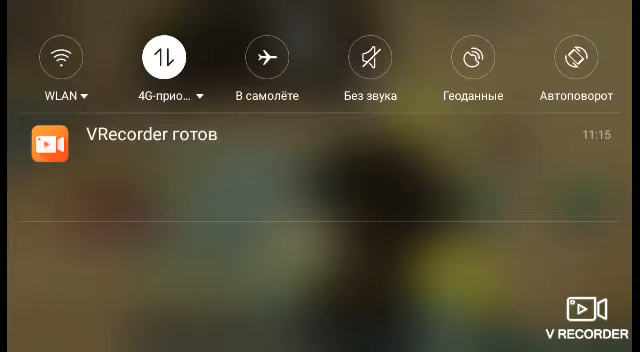 WLAN
4G-прио...
В самолёте
Без звука
Геоданные
Автоповорот
VRecorder готов
11:15
V RECORDER